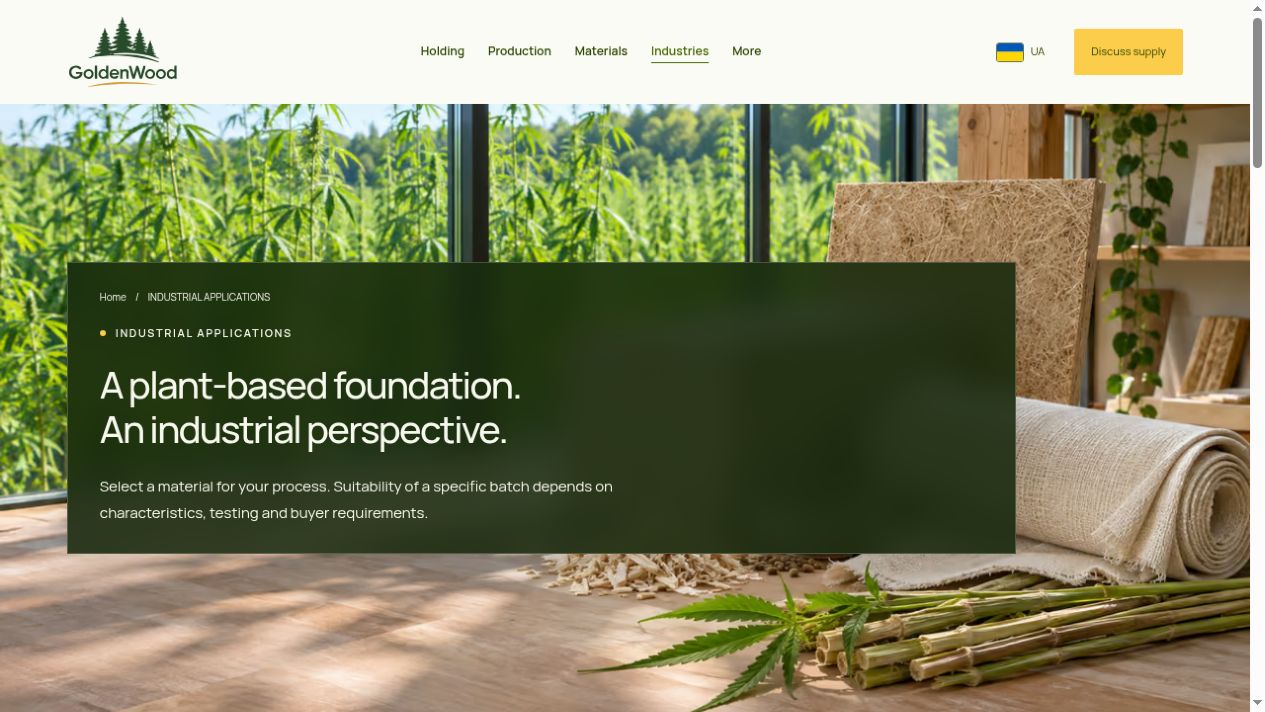 GoldenWood
Holding
Production
Materials
Industries
More
UA
Discuss supply
Home / INDUSTRIAL APPLICATIONS
INDUSTRIAL APPLICATIONS
A plant-based foundation.
An industrial perspective.
Select a material for your process. Suitability of a specific batch depends on
characteristics, testing and buyer requirements.